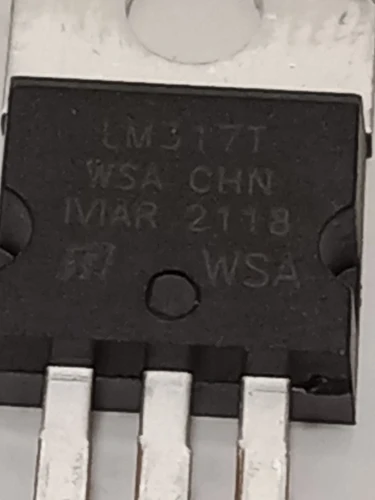 LM317T
WSA CHN
MAR 2118
WSA